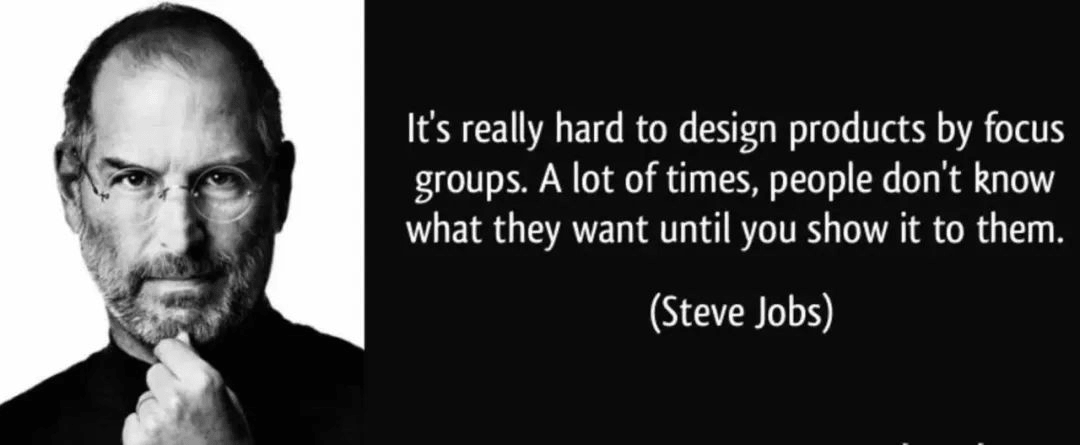 It's really hard to design products by focus
groups. A lot of times, people don't know
what they want until you show it to them.
(Steve Jobs)